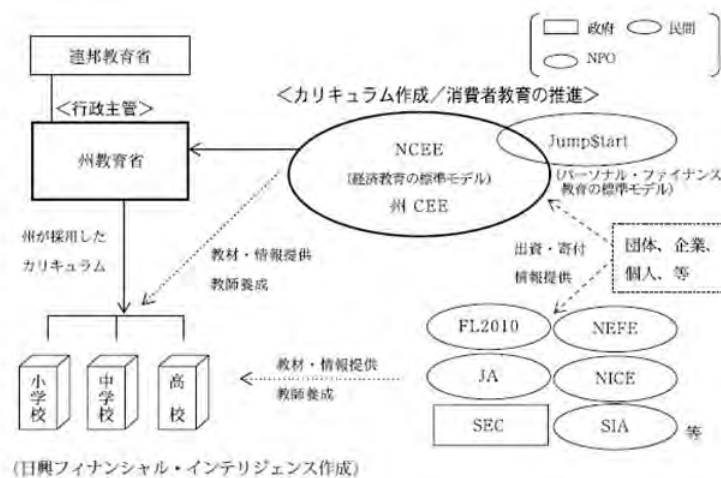 政府
民間
NPO
連邦教育省
<行政主管>
州教育省
<カリキュラム作成/消費者教育の推進>
NCEE
(経済教育の標準モデル)
州 CEE
Jump$tart
(パーソナル・ファイナンス
教育の標準モデル)
州が採用した
カリキュラム
教材・情報提供
教師養成
出資・寄付
情報提供
団体、企業、
個人、等
FL2010
NEFE
JA
NICE
SEC
SIA
等
小学校
中学校
高校
教材・情報提供
教師養成
(日興フィナンシャル・インテリジェンス作成)